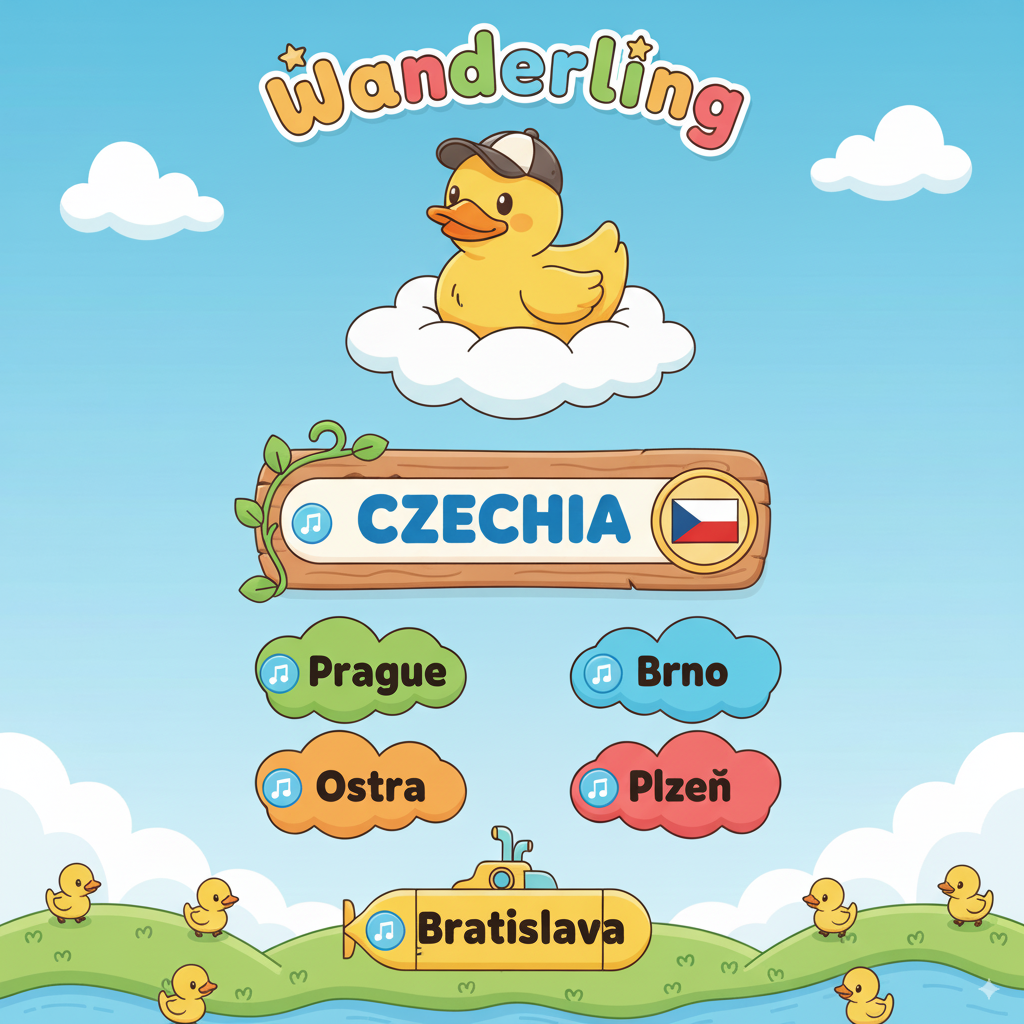 Wanderling
CZECHIA
Prague
Brno
Ostra
Plzeň
Bratislava